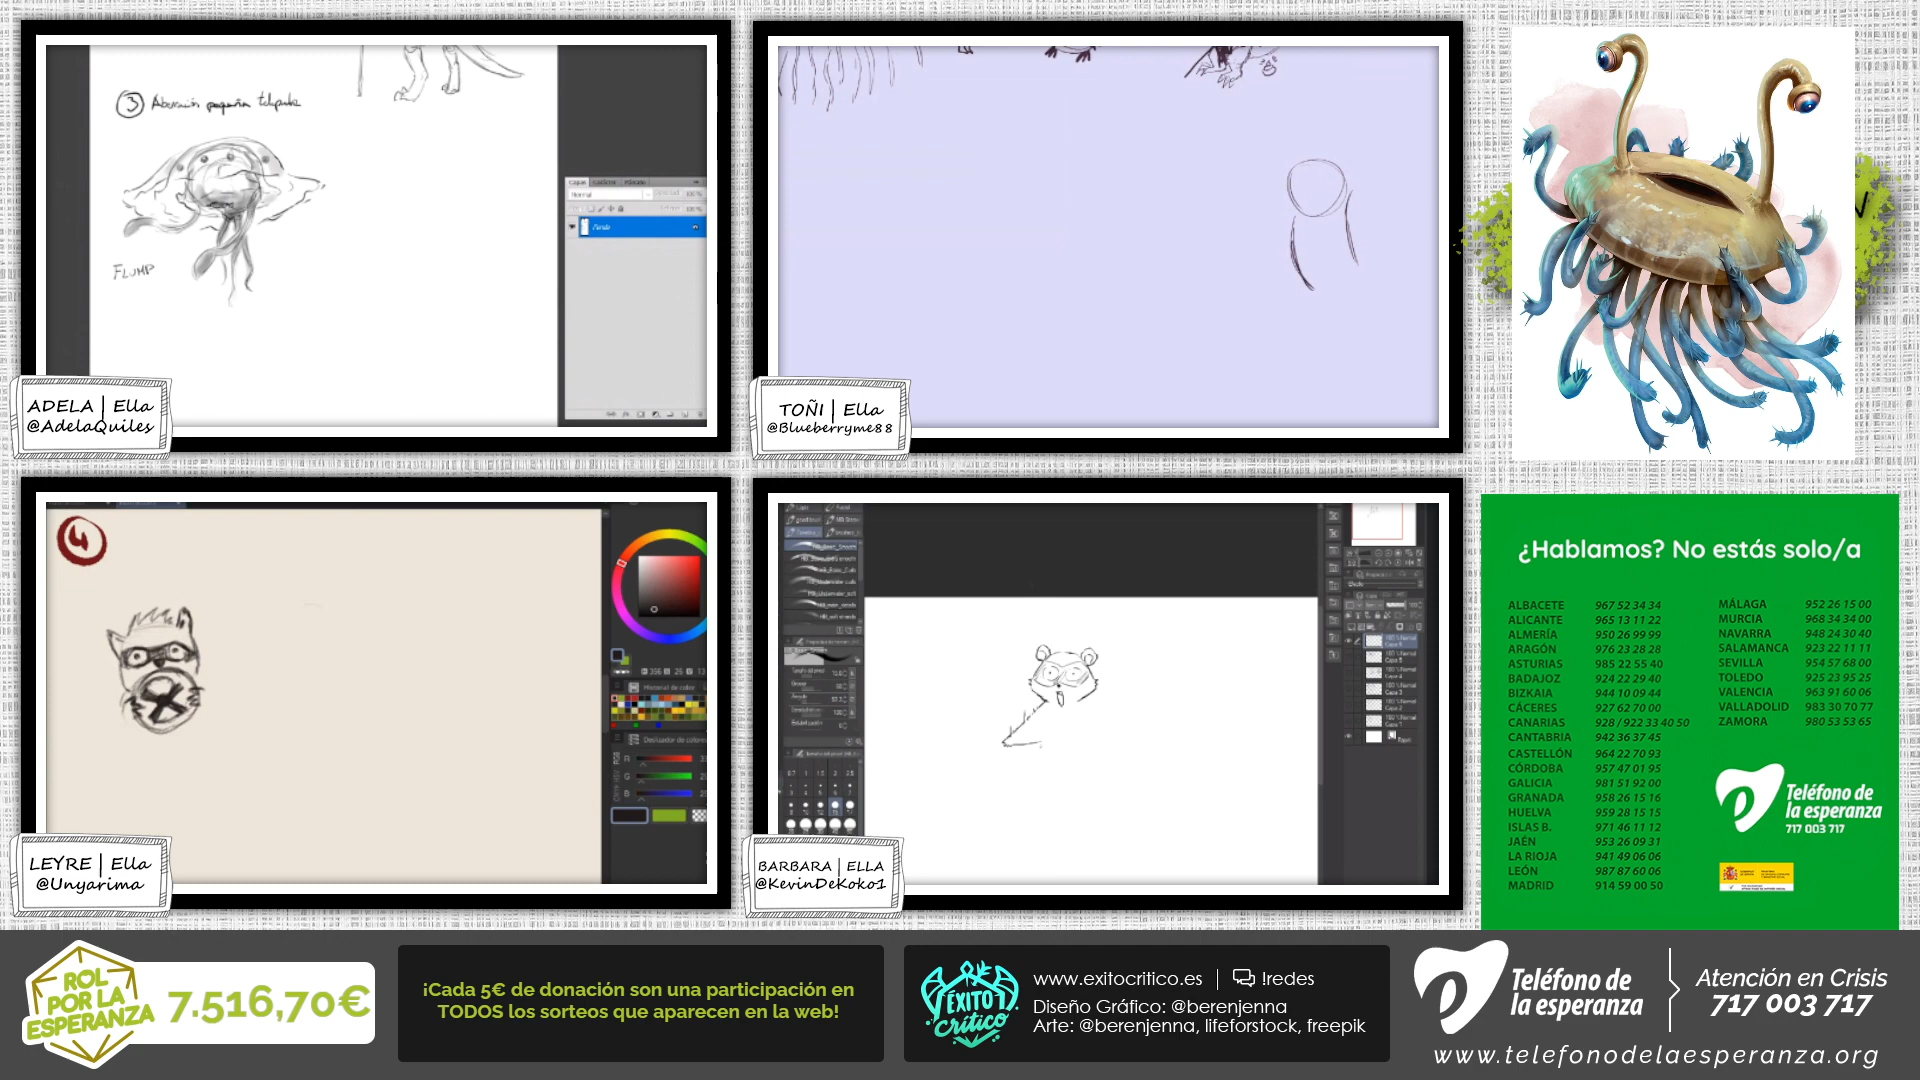 3
FLUMP
Normal
Fondo
ADELA | Ella
@AdelaQuiles
TOÑI | Ella
@Blueberryme88
4
Historial de color
LEYRE | Ella
@Unyarima
BARBARA | ELLA
@KevinDeKoko1
¿Hablamos? No estás solo/a
ALBACETE 967 52 34 34
ALICANTE 965 13 11 22
ALMERÍA 950 26 99 99
ARAGÓN 976 23 28 28
ASTURIAS 985 22 55 40
BADAJOZ 924 22 29 40
BIZKAIA 944 10 09 44
CÁCERES 927 62 70 00
CANARIAS 928 / 922 33 40 50
CANTABRIA 942 36 37 45
CASTELLÓN 964 22 70 93
CÓRDOBA 957 47 01 95
GALICIA 981 51 92 00
GRANADA 958 26 15 16
HUELVA 959 28 15 15
ISLAS B. 971 46 11 12
JAÉN 953 26 09 31
LA RIOJA 941 49 06 06
LEÓN 987 87 60 06
MADRID 914 59 00 50
MÁLAGA 952 26 15 00
MURCIA 968 34 34 00
NAVARRA 948 24 30 40
SALAMANCA 923 22 11 11
SEVILLA 954 57 68 00
TOLEDO 925 23 95 25
VALENCIA 963 91 60 06
VALLADOLID 983 30 70 77
ZAMORA 980 53 53 65
Teléfono de
la esperanza
717 003 717
ROL
POR LA
ESPERANZA
7.516,70€
¡Cada 5€ de donación son una participación en
TODOS los sorteos que aparecen en la web!
ÉXITO
Crítico
www.exitocritico.es | !redes
Diseño Gráfico: @berenjenna
Arte: @berenjenna, lifeforstock, freepik
Teléfono de
la esperanza
Atención en Crisis
717 003 717
www.telefonodelaesperanza.org